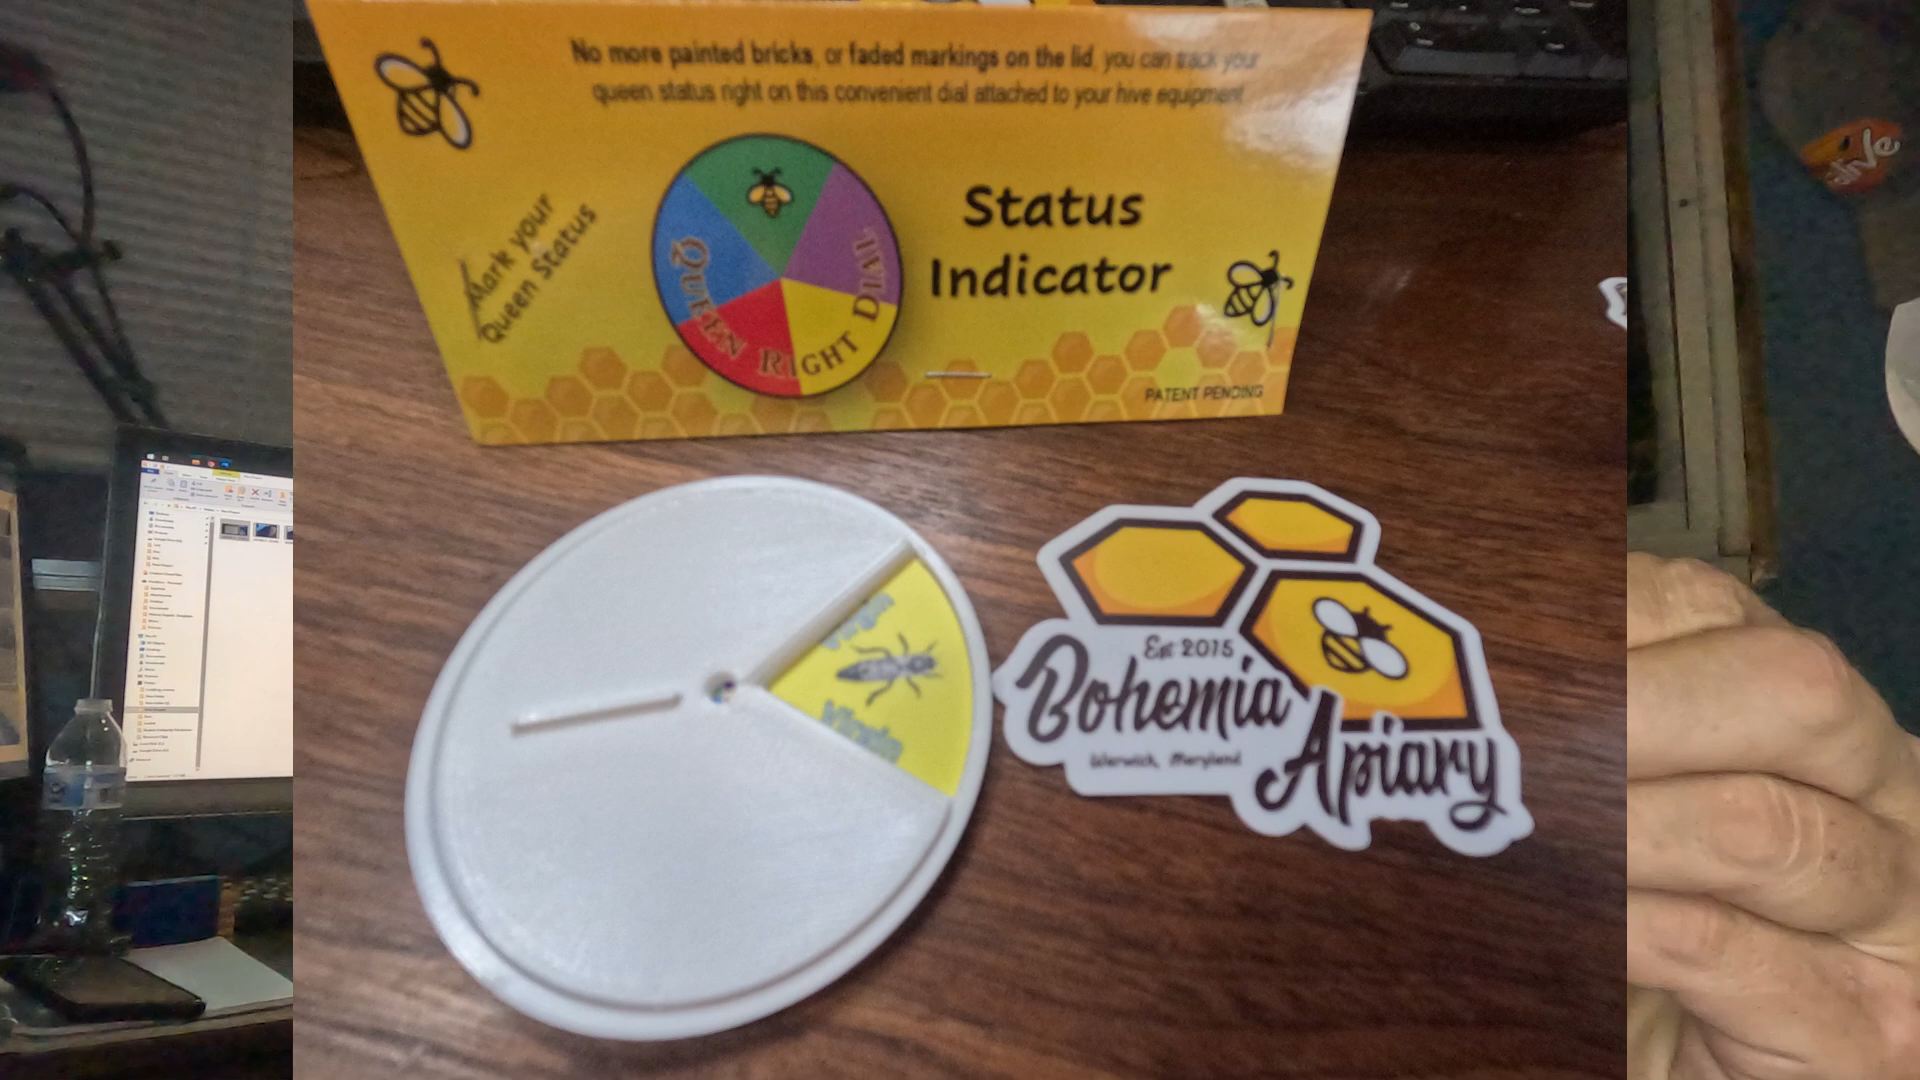 No more painted bricks, or faded markings on the lid, you can track your
queen status right on this convenient dial attached to your hive equipment
Mark your
Queen Status
QUEEN RIGHT DIAL
Status
Indicator
PATENT PENDING
Virgin
Est 2015
Bohemia
Apiary
Warwick, Maryland